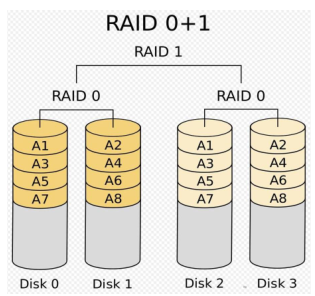 RAID 0+1
RAID 1
RAID 0 RAID 0
A1 A2 A1 A2
A3 A4 A3 A4
A5 A6 A5 A6
A7 A8 A7 A8
Disk 0 Disk 1 Disk 2 Disk 3